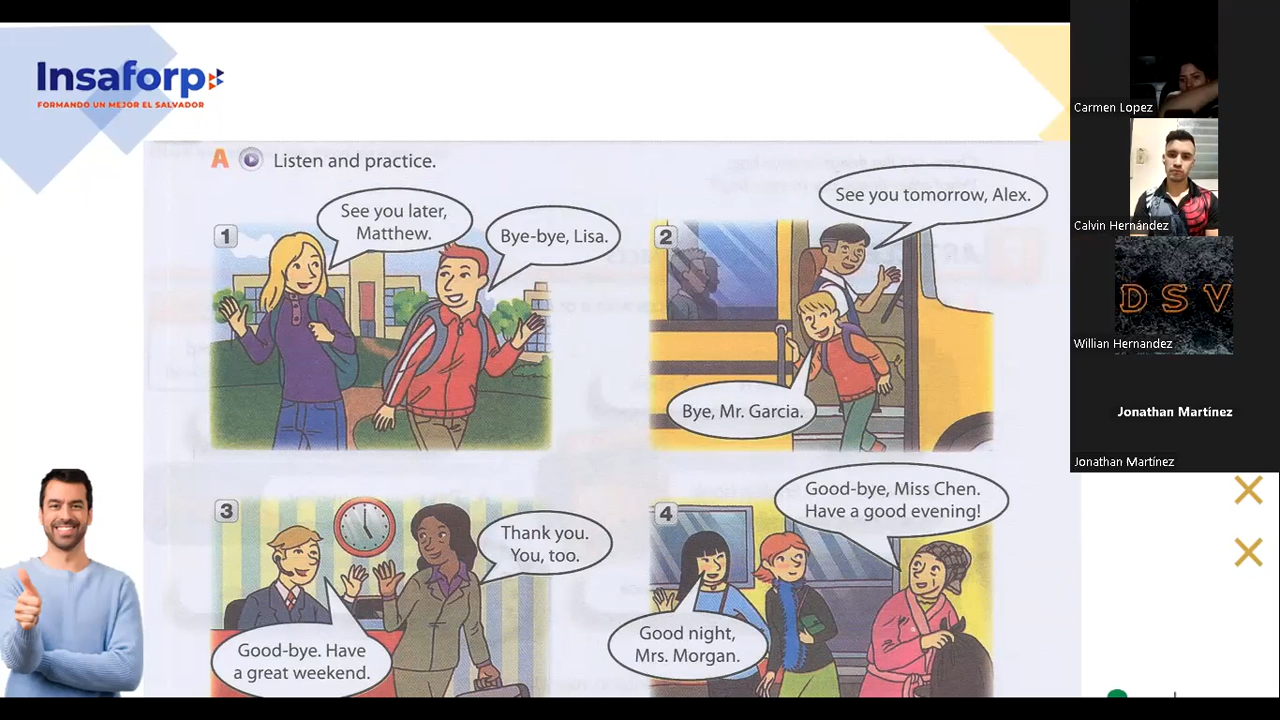 Insaforp
FORMANDO UN MEJOR EL SALVADOR
A Listen and practice.
1
See you later,
Matthew.
Bye-bye, Lisa.
2
See you tomorrow, Alex.
Bye, Mr. Garcia.
3
Thank you.
You, too.
Good-bye. Have
a great weekend.
4
Good-bye, Miss Chen.
Have a good evening!
Good night,
Mrs. Morgan.
Carmen Lopez
Calvin Hernández
DSV
Willian Hernandez
Jonathan Martínez
Jonathan Martínez